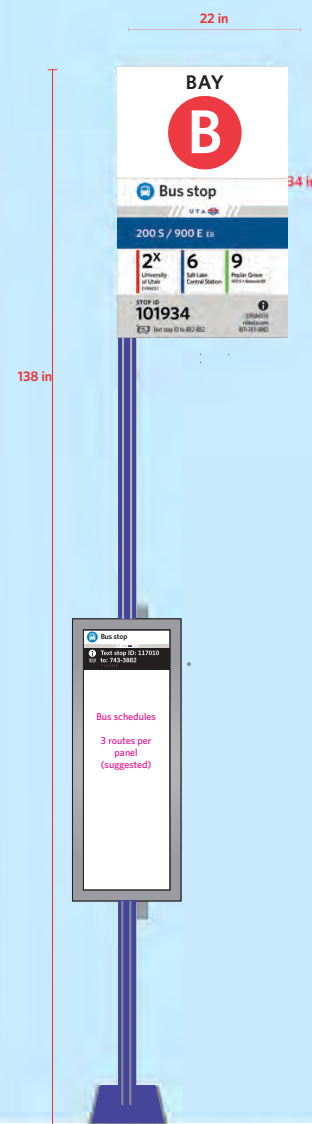 22 in
BAY
B
34 in
Bus stop
UTA
200 S / 900 E EB
2X
University
of Utah
EXPRESS
6
Salt Lake
Central Station
9
Poplar Grove
STOP ID
101934
Text stop ID to 882-882
rideuta.com
801-743-3882
138 in
Bus stop
Text stop ID: 117010
to: 743-3882
Bus schedules
3 routes per
panel
(suggested)